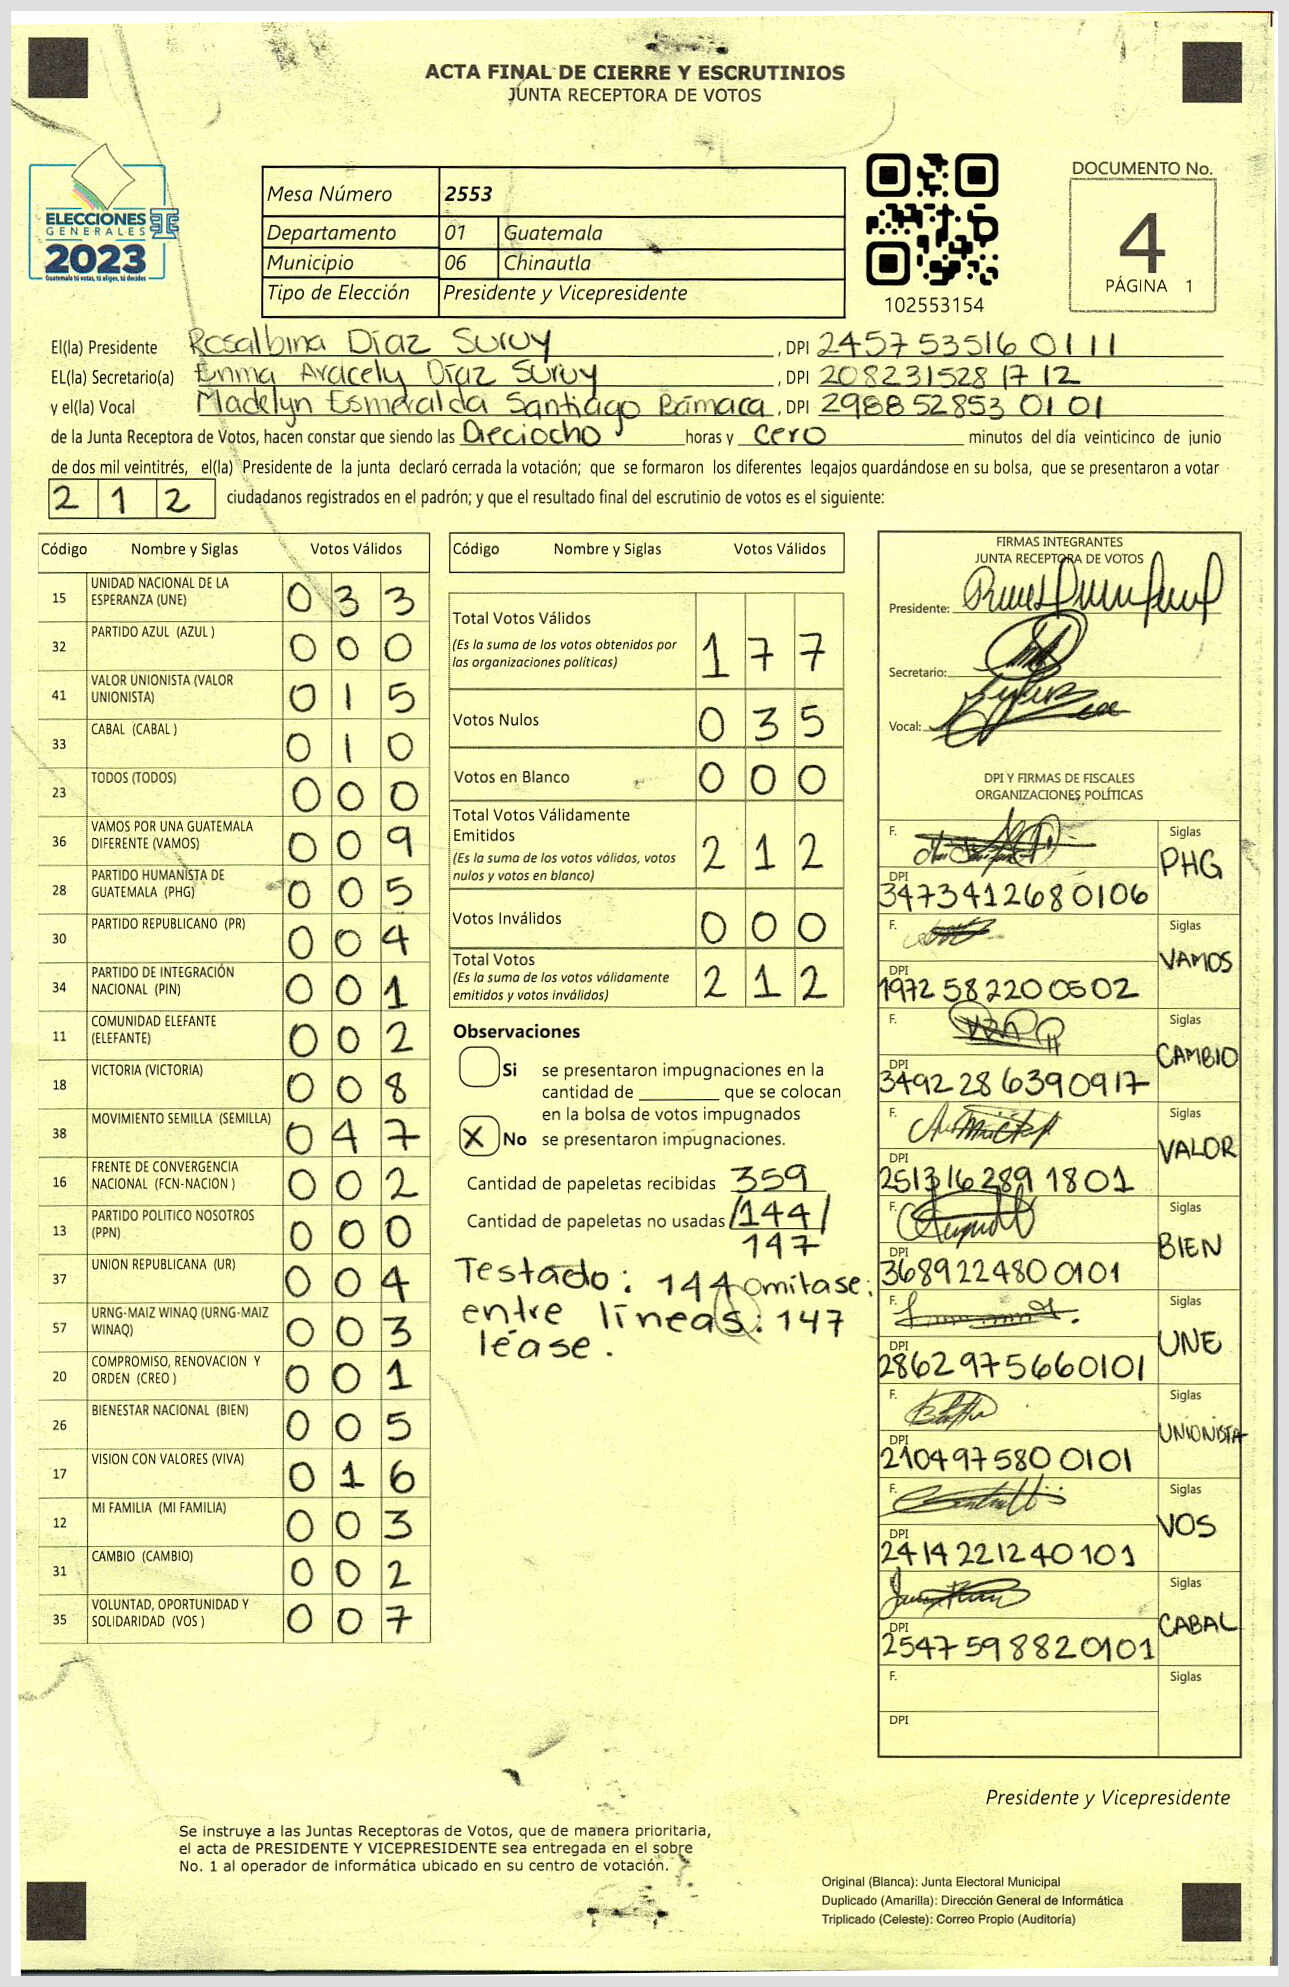 ACTA FINAL DE CIERRE Y ESCRUTINIOS
JUNTA RECEPTORA DE VOTOS
ELECCIONES
GENERALES
2023
Guatemala tú votas, tú eliges, tú decides
Mesa Número 2553
Departamento 01 Guatemala
Municipio 06 Chinautla
Tipo de Elección Presidente y Vicepresidente
102553154
DOCUMENTO No.
4
PÁGINA 1
El(la) Presidente Rosalbina Díaz Suruy, DPI 2457 53516 0111
EL(la) Secretario(a) Enma Aracely Díaz Suruy, DPI 208231528 1712
y el(la) Vocal Madelyn Esmeralda Santiago Bámaca, DPI 298852853 0101
de la Junta Receptora de Votos, hacen constar que siendo las Dieciocho horas y cero minutos del día veinticinco de junio
de dos mil veintitrés, el(la) Presidente de la junta declaró cerrada la votación; que se formaron los diferentes legajos guardándose en su bolsa, que se presentaron a votar
2 1 2 ciudadanos registrados en el padrón; y que el resultado final del escrutinio de votos es el siguiente:
Código Nombre y Siglas Votos Válidos
15 UNIDAD NACIONAL DE LA ESPERANZA (UNE) 0 3 3
32 PARTIDO AZUL (AZUL ) 0 0 0
41 VALOR UNIONISTA (VALOR UNIONISTA) 0 1 5
33 CABAL (CABAL ) 0 1 0
23 TODOS (TODOS) 0 0 0
36 VAMOS POR UNA GUATEMALA DIFERENTE (VAMOS) 0 0 9
28 PARTIDO HUMANISTA DE GUATEMALA (PHG) 0 0 5
30 PARTIDO REPUBLICANO (PR) 0 0 4
34 PARTIDO DE INTEGRACIÓN NACIONAL (PIN) 0 0 1
11 COMUNIDAD ELEFANTE (ELEFANTE) 0 0 2
18 VICTORIA (VICTORIA) 0 0 8
38 MOVIMIENTO SEMILLA (SEMILLA) 0 4 7
16 FRENTE DE CONVERGENCIA NACIONAL (FCN-NACION ) 0 0 2
13 PARTIDO POLITICO NOSOTROS (PPN) 0 0 0
37 UNION REPUBLICANA (UR) 0 0 4
57 URNG-MAIZ WINAQ (URNG-MAIZ WINAQ) 0 0 3
20 COMPROMISO, RENOVACION Y ORDEN (CREO ) 0 0 1
26 BIENESTAR NACIONAL (BIEN) 0 0 5
17 VISION CON VALORES (VIVA) 0 1 6
12 MI FAMILIA (MI FAMILIA) 0 0 3
31 CAMBIO (CAMBIO) 0 0 2
35 VOLUNTAD, OPORTUNIDAD Y SOLIDARIDAD (VOS ) 0 0 7
Código Nombre y Siglas Votos Válidos
Total Votos Válidos
(Es la suma de los votos obtenidos por
las organizaciones políticas) 1 7 7
Votos Nulos 0 3 5
Votos en Blanco 0 0 0
Total Votos Válidamente
Emitidos
(Es la suma de los votos válidos, votos
nulos y votos en blanco) 2 1 2
Votos Inválidos 0 0 0
Total Votos
(Es la suma de los votos válidamente
emitidos y votos inválidos) 2 1 2
Observaciones
Si se presentaron impugnaciones en la
cantidad de ________ que se colocan
en la bolsa de votos impugnados
X No se presentaron impugnaciones.
Cantidad de papeletas recibidas 359
Cantidad de papeletas no usadas /144/
147
Testado: 144 omitase:
entre líneas: 147
léase.
FIRMAS INTEGRANTES
JUNTA RECEPTORA DE VOTOS
Presidente:
Secretario:
Vocal:
DPI Y FIRMAS DE FISCALES
ORGANIZACIONES POLÍTICAS
F. Siglas
PHG
DPI
3473412680106
F. Siglas
VAMOS
DPI
1972 58 2200502
F. Siglas
CAMBIO
DPI
3492 28 6390917
F. Siglas
VALOR
DPI
2513 16289 1801
F. Siglas
BIEN
DPI
3689224800101
F. Siglas
UNE
DPI
2862975660101
F. Siglas
UNIONISTA
DPI
210497580 0101
F. Siglas
VOS
DPI
2414221240101
F. Siglas
CABAL
DPI
2547598820101
F. Siglas
DPI
Presidente y Vicepresidente
Se instruye a las Juntas Receptoras de Votos, que de manera prioritaria,
el acta de PRESIDENTE Y VICEPRESIDENTE sea entregada en el sobre
No. 1 al operador de informática ubicado en su centro de votación.
Original (Blanca): Junta Electoral Municipal
Duplicado (Amarilla): Dirección General de Informática
Triplicado (Celeste): Correo Propio (Auditoría)